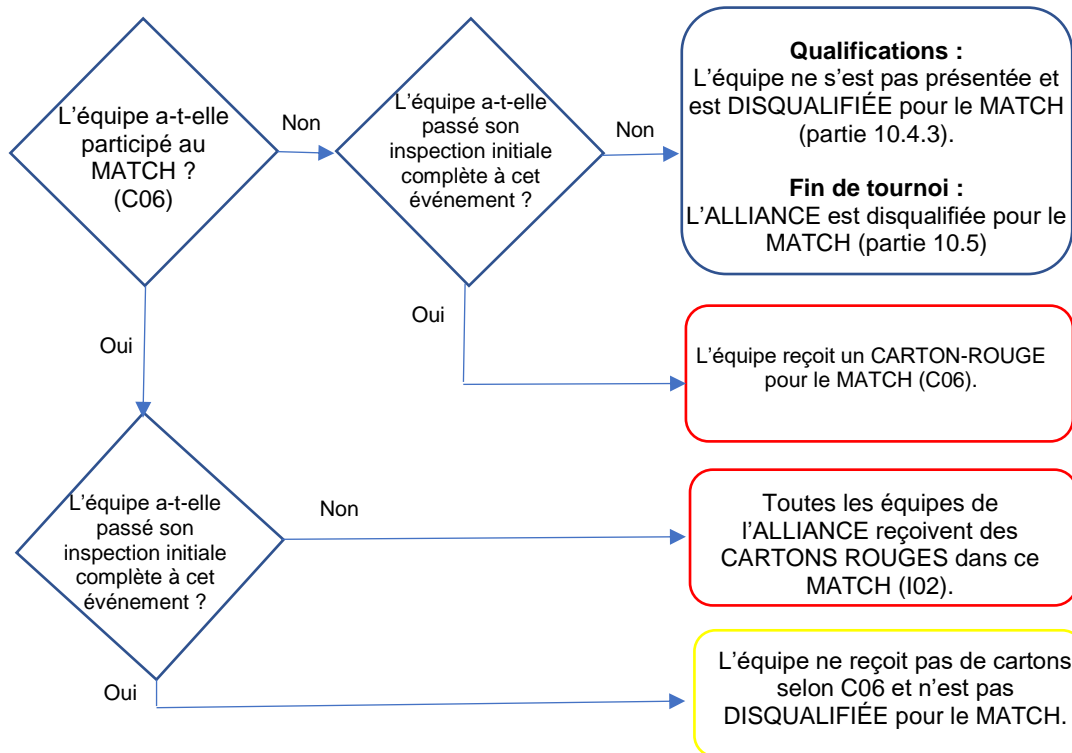 L’équipe a-t-elle
participé au
MATCH ?
(C06)
Non
L’équipe a-t-elle
passé son
inspection initiale
complète à cet
événement ?
Non
Qualifications :
L’équipe ne s’est pas présentée et
est DISQUALIFIÉE pour le MATCH
(partie 10.4.3).
Fin de tournoi :
L’ALLIANCE est disqualifiée pour le
MATCH (partie 10.5)
Oui
Oui
L’équipe reçoit un CARTON-ROUGE
pour le MATCH (C06).
L’équipe a-t-elle
passé son
inspection initiale
complète à cet
événement ?
Non
Toutes les équipes de
l’ALLIANCE reçoivent des
CARTONS ROUGES dans ce
MATCH (I02).
Oui
L’équipe ne reçoit pas de cartons
selon C06 et n’est pas
DISQUALIFIÉE pour le MATCH.